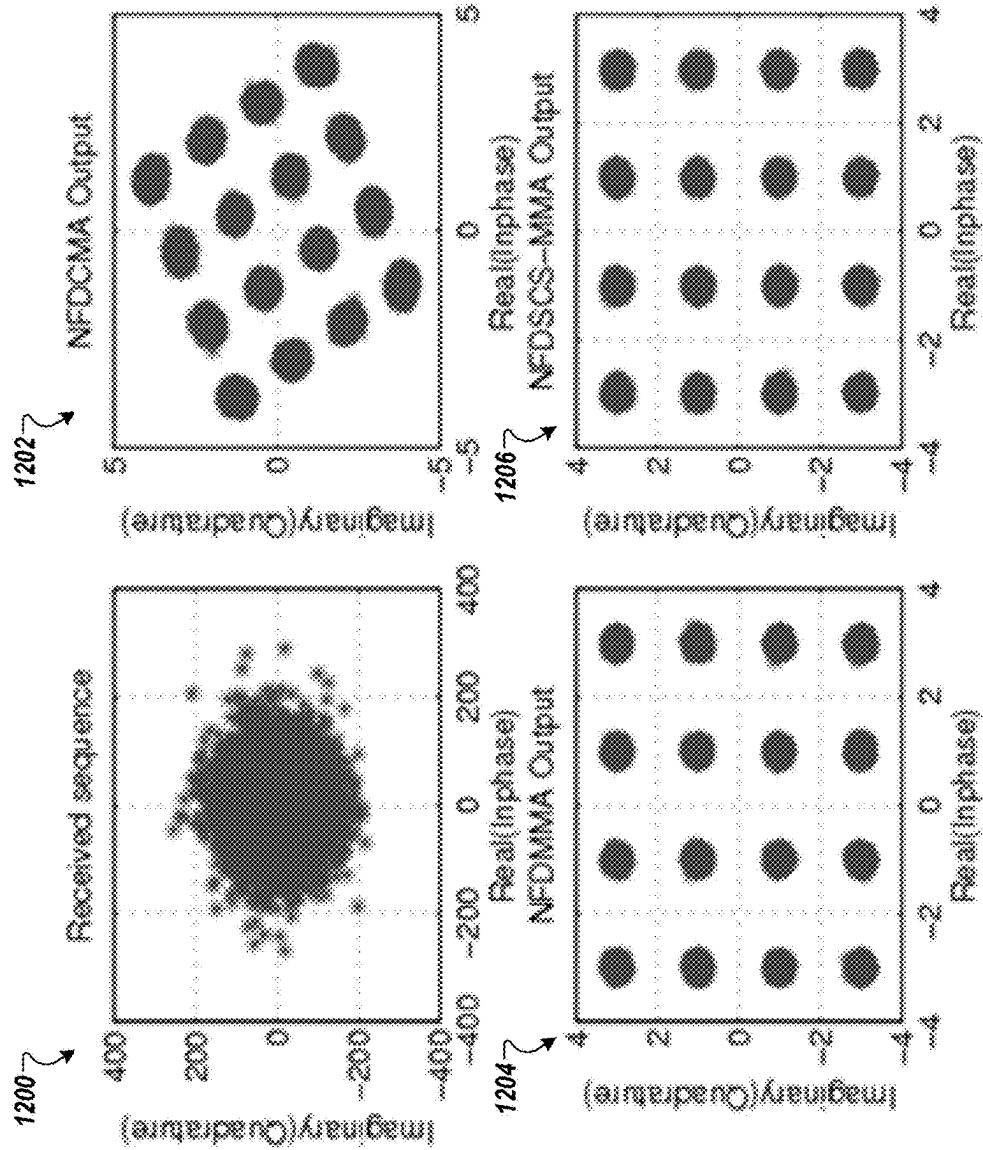 1200
Received sequence
Imaginary(Quadrature)
400
200
0
-200
-400
-400 -200 0 200 400
Real(Inphase)
1202
NFDCMA Output
Imaginary(Quadrature)
5
0
-5
-5 0 5
Real(Inphase)
1204
NFDMMA Output
Imaginary(Quadrature)
4
2
0
-2
-4
-4 -2 0 2 4
Real(Inphase)
1206
NFDSCS-MMA Output
Imaginary(Quadrature)
4
2
0
-2
-4
-4 -2 0 2 4
Real(Inphase)